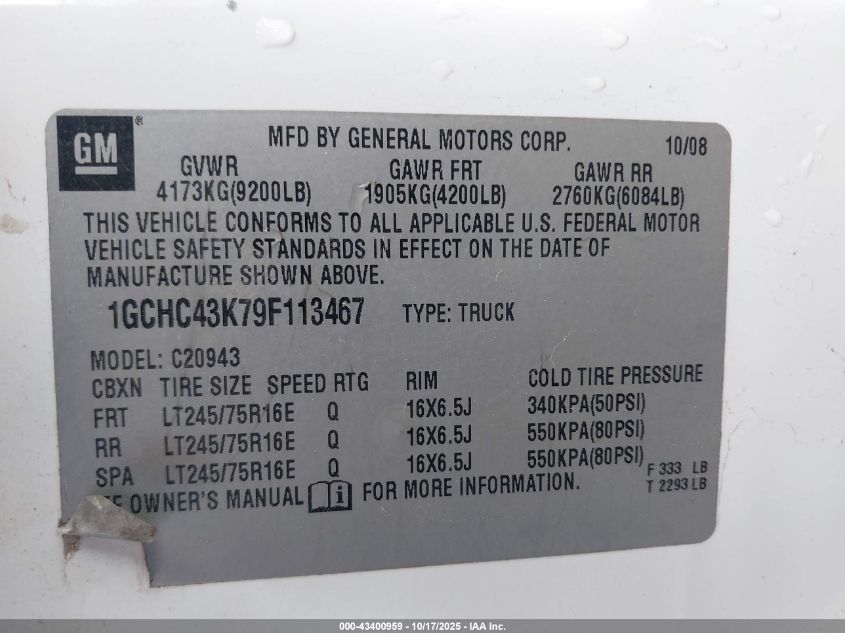 GM®
MFD BY GENERAL MOTORS CORP. 10/08
GVWR GAWR FRT GAWR RR
4173KG(9200LB) 1905KG(4200LB) 2760KG(6084LB)
THIS VEHICLE CONFORMS TO ALL APPLICABLE U.S. FEDERAL MOTOR
VEHICLE SAFETY STANDARDS IN EFFECT ON THE DATE OF
MANUFACTURE SHOWN ABOVE.
1GCHC43K79F113467 TYPE: TRUCK
MODEL: C20943
CBXN TIRE SIZE SPEED RTG RIM COLD TIRE PRESSURE
FRT LT245/75R16E Q 16X6.5J 340KPA(50PSI)
RR LT245/75R16E Q 16X6.5J 550KPA(80PSI)
SPA LT245/75R16E Q 16X6.5J 550KPA(80PSI)
F 333 LB
T 2293 LB
OWNER'S MANUAL i FOR MORE INFORMATION.
000-43400959 - 10/17/2025 - IAA Inc.